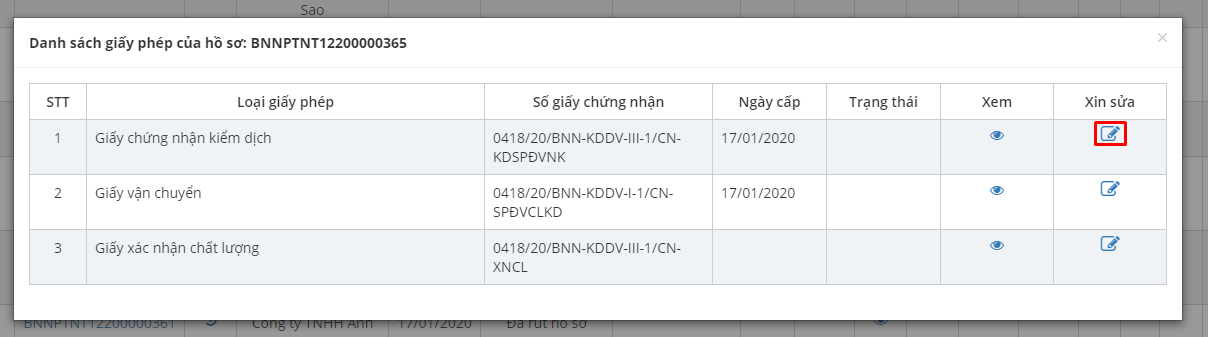 Sao
Danh sách giấy phép của hồ sơ: BNNPTNT12200000365
×
STT Loại giấy phép Số giấy chứng nhận Ngày cấp Trạng thái Xem Xin sửa
1 Giấy chứng nhận kiểm dịch 0418/20/BNN-KDDV-III-1/CN- 17/01/2020
KDSPĐVNK
2 Giấy vận chuyển 0418/20/BNN-KDDV-I-1/CN- 17/01/2020
SPĐVCLKD
3 Giấy xác nhận chất lượng 0418/20/BNN-KDDV-III-1/CN-
XNCL
BNNPTNT12200000361 Công ty TNHH Anh 17/01/2020 Đã rút hồ sơ